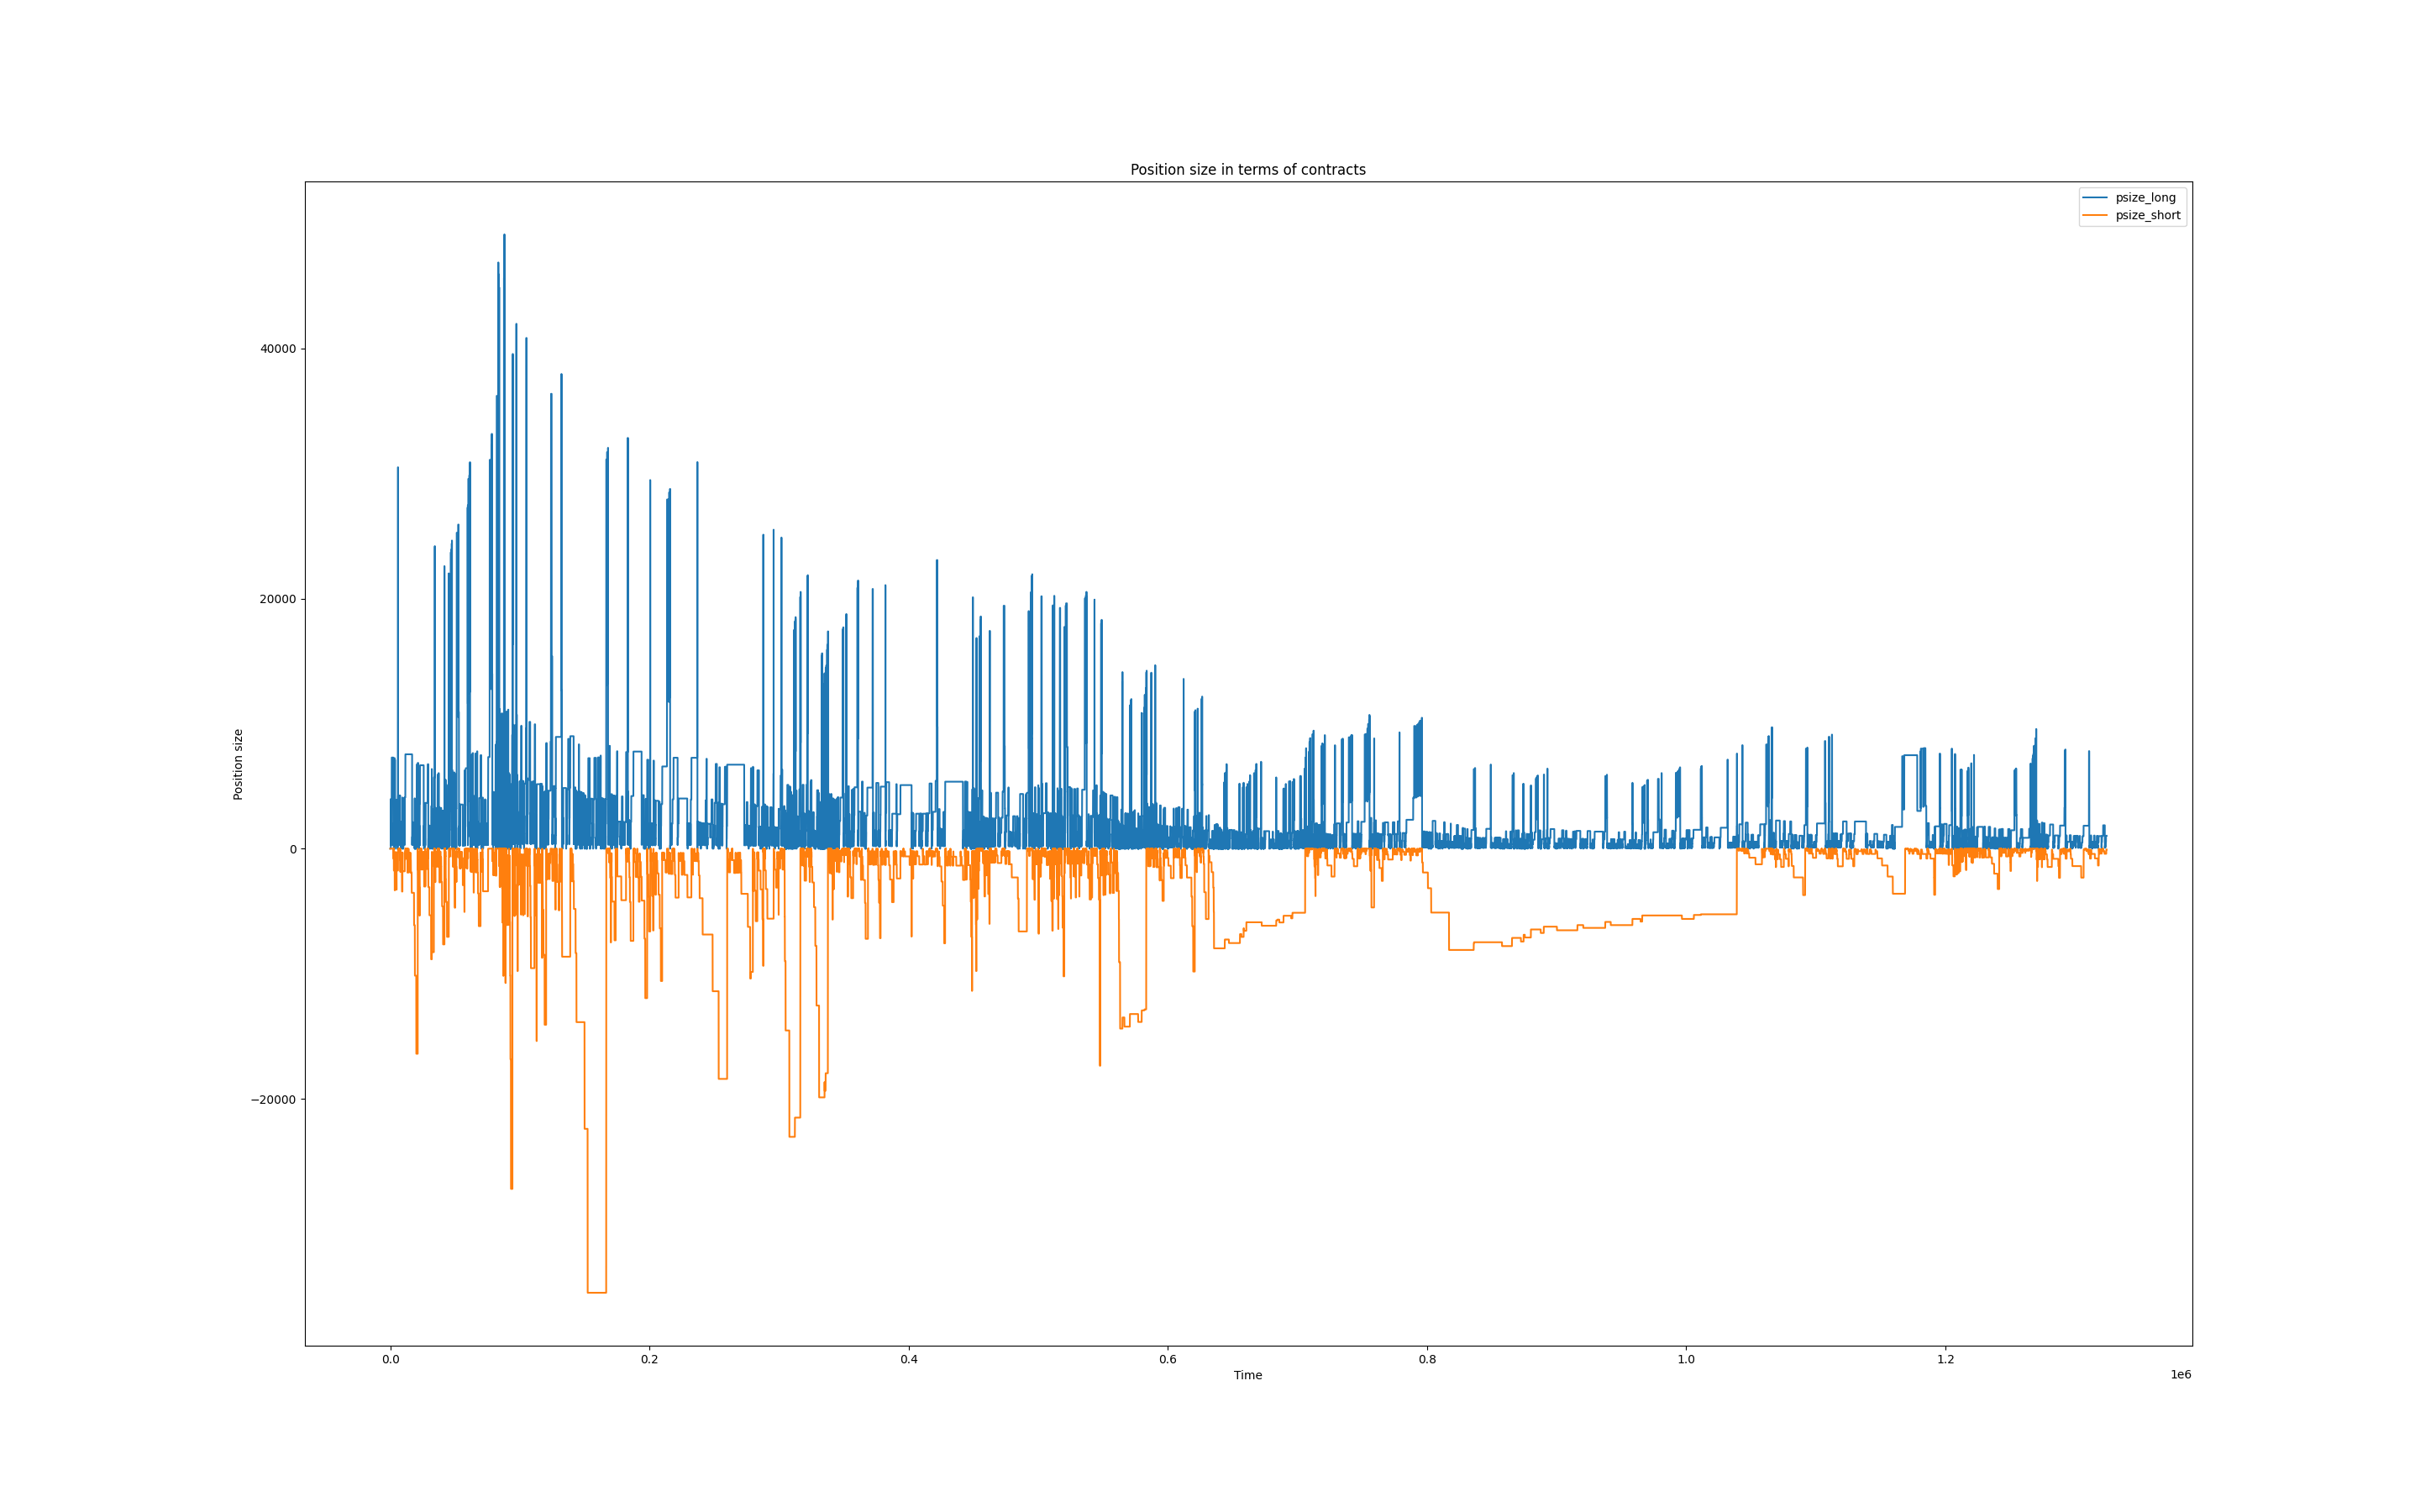 Position size in terms of contracts
psize_long
psize_short
40000
20000
0
−20000
Position size
0.0 0.2 0.4 0.6 0.8 1.0 1.2
Time
1e6